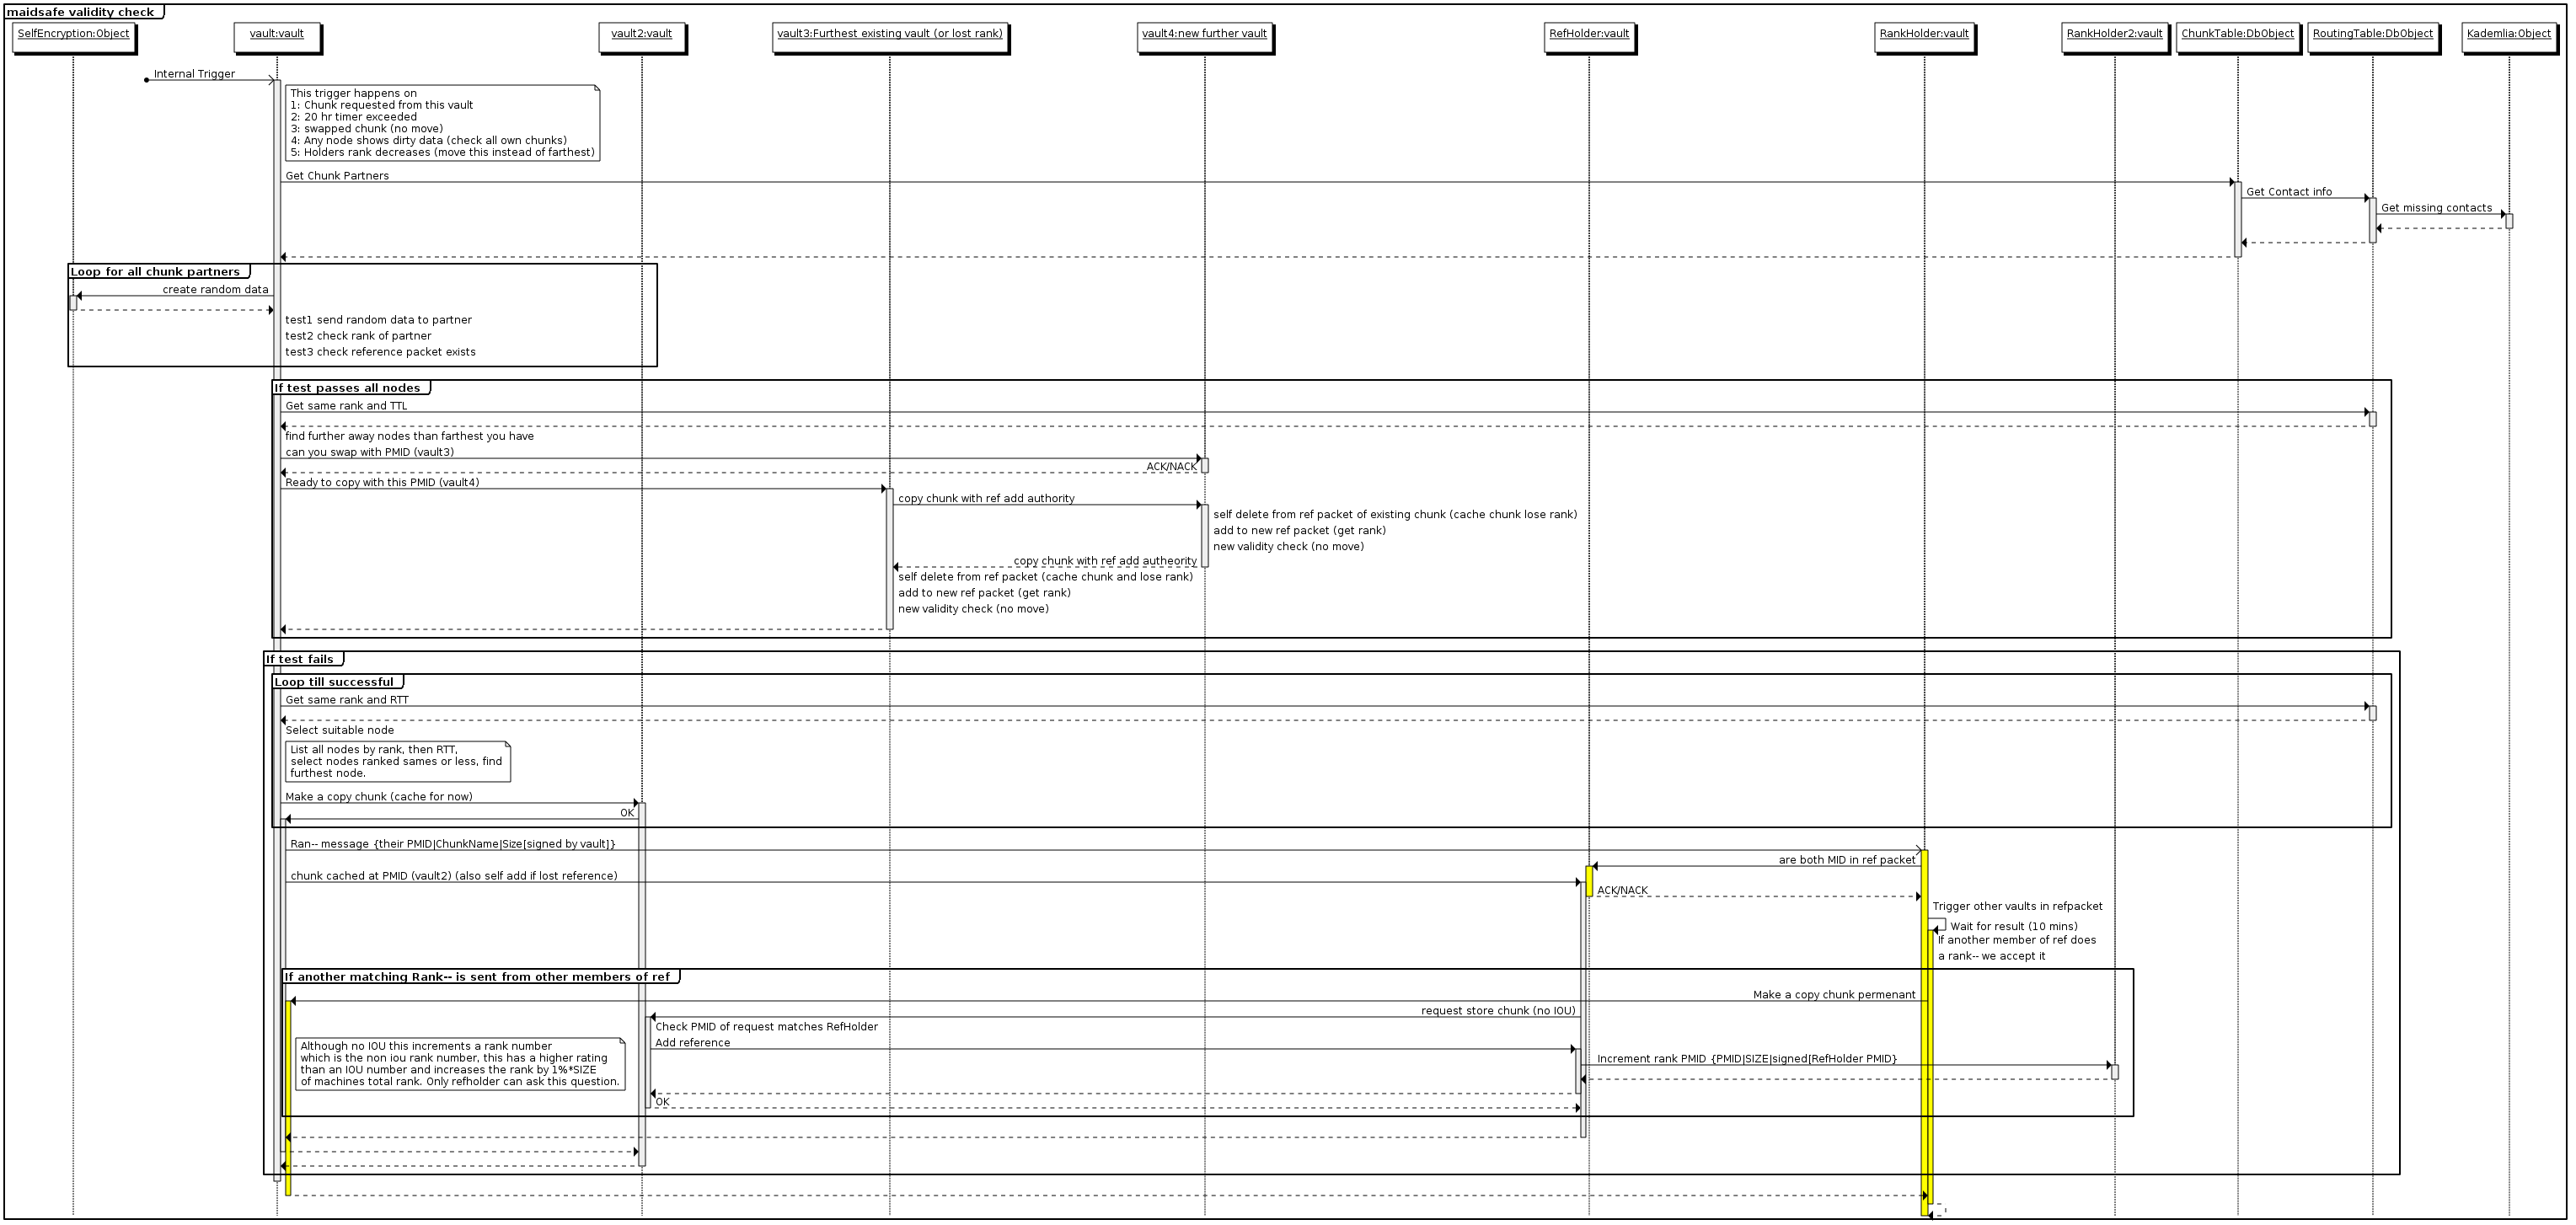 maidsafe validity check
SelfEncryption:Object
vault:vault
vault2:vault
vault3:Furthest existing vault (or lost rank)
vault4:new further vault
RefHolder:vault
RankHolder:vault
RankHolder2:vault
ChunkTable:DbObject
RoutingTable:DbObject
Kademlia:Object
Internal Trigger
This trigger happens on
1: Chunk requested from this vault
2: 20 hr timer exceeded
3: swapped chunk (no move)
4: Any node shows dirty data (check all own chunks)
5: Holders rank decreases (move this instead of farthest)
Get Chunk Partners
Get Contact info
Get missing contacts
Loop for all chunk partners
create random data
test1 send random data to partner
test2 check rank of partner
test3 check reference packet exists
If test passes all nodes
Get same rank and TTL
find further away nodes than farthest you have
can you swap with PMID (vault3)
ACK/NACK
Ready to copy with this PMID (vault4)
copy chunk with ref add authority
self delete from ref packet of existing chunk (cache chunk lose rank)
add to new ref packet (get rank)
new validity check (no move)
copy chunk with ref add autheority
self delete from ref packet (cache chunk and lose rank)
add to new ref packet (get rank)
new validity check (no move)
If test fails
Loop till successful
Get same rank and RTT
Select suitable node
List all nodes by rank, then RTT,
select nodes ranked sames or less, find
furthest node.
Make a copy chunk (cache for now)
OK
Ran-- message {their PMID|ChunkName|Size[signed by vault]}
are both MID in ref packet
chunk cached at PMID (vault2) (also self add if lost reference)
ACK/NACK
Trigger other vaults in refpacket
Wait for result (10 mins)
If another member of ref does
a rank-- we accept it
If another matching Rank-- is sent from other members of ref
Make a copy chunk permenant
request store chunk (no IOU)
Check PMID of request matches RefHolder
Although no IOU this increments a rank number
which is the non iou rank number, this has a higher rating
than an IOU number and increases the rank by 1%*SIZE
of machines total rank. Only refholder can ask this question.
Add reference
Increment rank PMID {PMID|SIZE|signed[RefHolder PMID}
OK